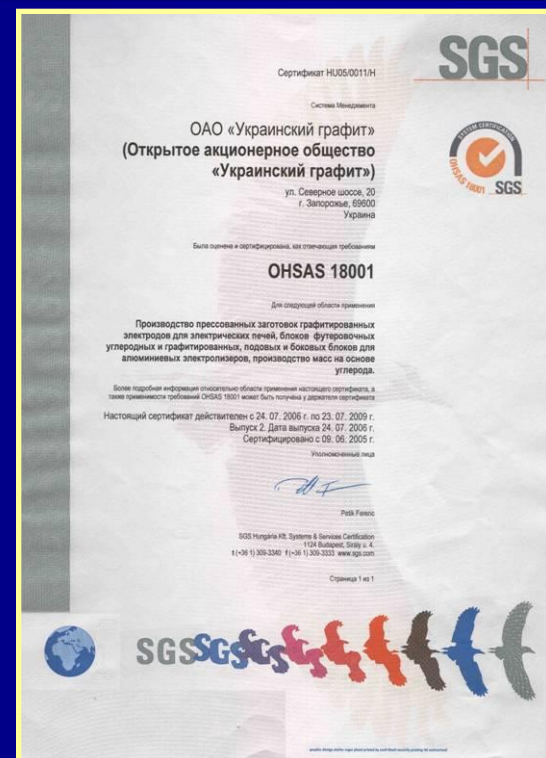 SGS
Сертификат HU05/0011/H
Система Менеджмента
ОАО «Украинский графит»
(Открытое акционерное общество
«Украинский графит»)
ул. Северное шоссе, 20
г. Запорожье, 69600
Украина
SYSTEM CERTIFICATION
OHSAS 18001
SGS
Была оценена и сертифицирована, как отвечающая требованиям
OHSAS 18001
Для следующей области применения
Производство прессованных заготовок графитированных
электродов для электрических печей, блоков футеровочных
углеродных и графитированных, подовых и боковых блоков для
алюминиевых электролизеров, производство масс на основе
углерода.
Более подробная информация относительно области применения настоящего сертификата, а
также применимости требований OHSAS 18001 может быть получена у держателя сертификата
Настоящий сертификат действителен с 24. 07. 2006 г. по 23. 07. 2009 г.
Выпуск 2. Дата выпуска 24. 07. 2006 г.
Сертифицировано с 09. 06. 2005 г.
Уполномоченные лица
Petik Ferenc
SGS Hungária Kft. Systems & Services Certification
1124 Budapest, Sirály u. 4.
t (+36 1) 309-3340 f (+36 1) 309-3333 www.sgs.com
Страница 1 из 1
SGSSGSSGS